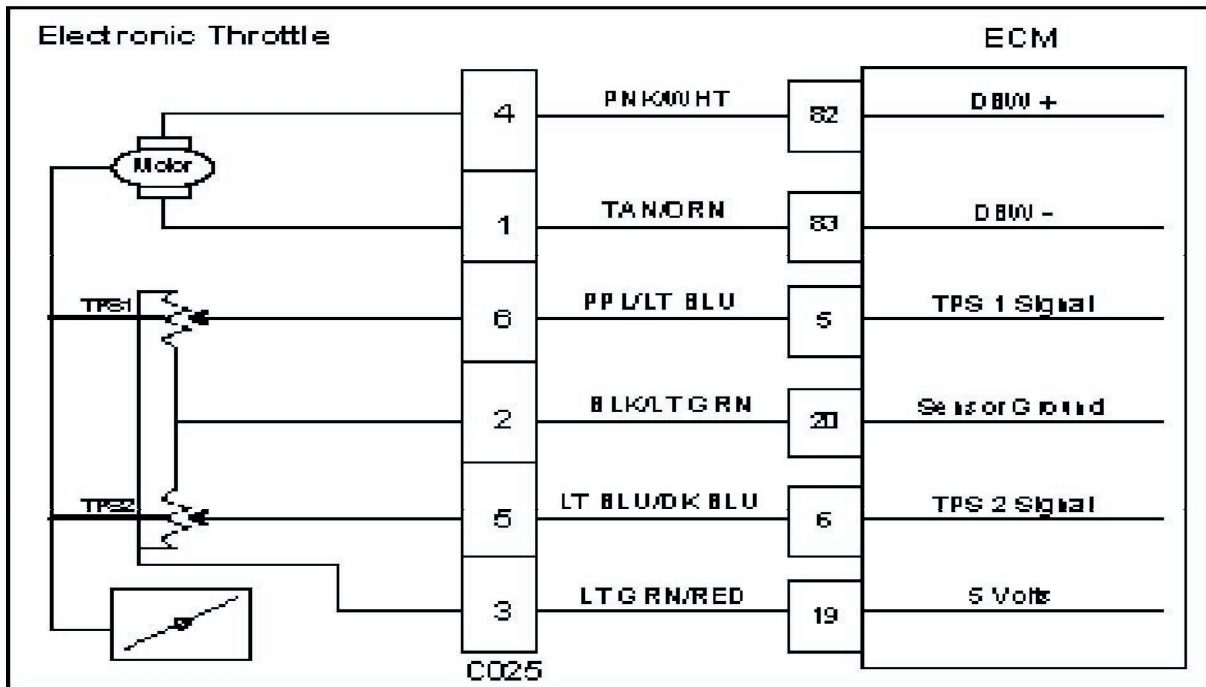 Electronic Throttle
ECM
4
PNK/WHT
82
DBW +
Motor
1
TAN/ORN
83
DBW -
TPS1
6
PPL/LT BLU
5
TPS 1 Signal
2
BLK/LT GRN
20
Sensor Ground
TPS2
5
LT BLU/DK BLU
6
TPS 2 Signal
3
LT GRN/RED
19
5 Volts
C025